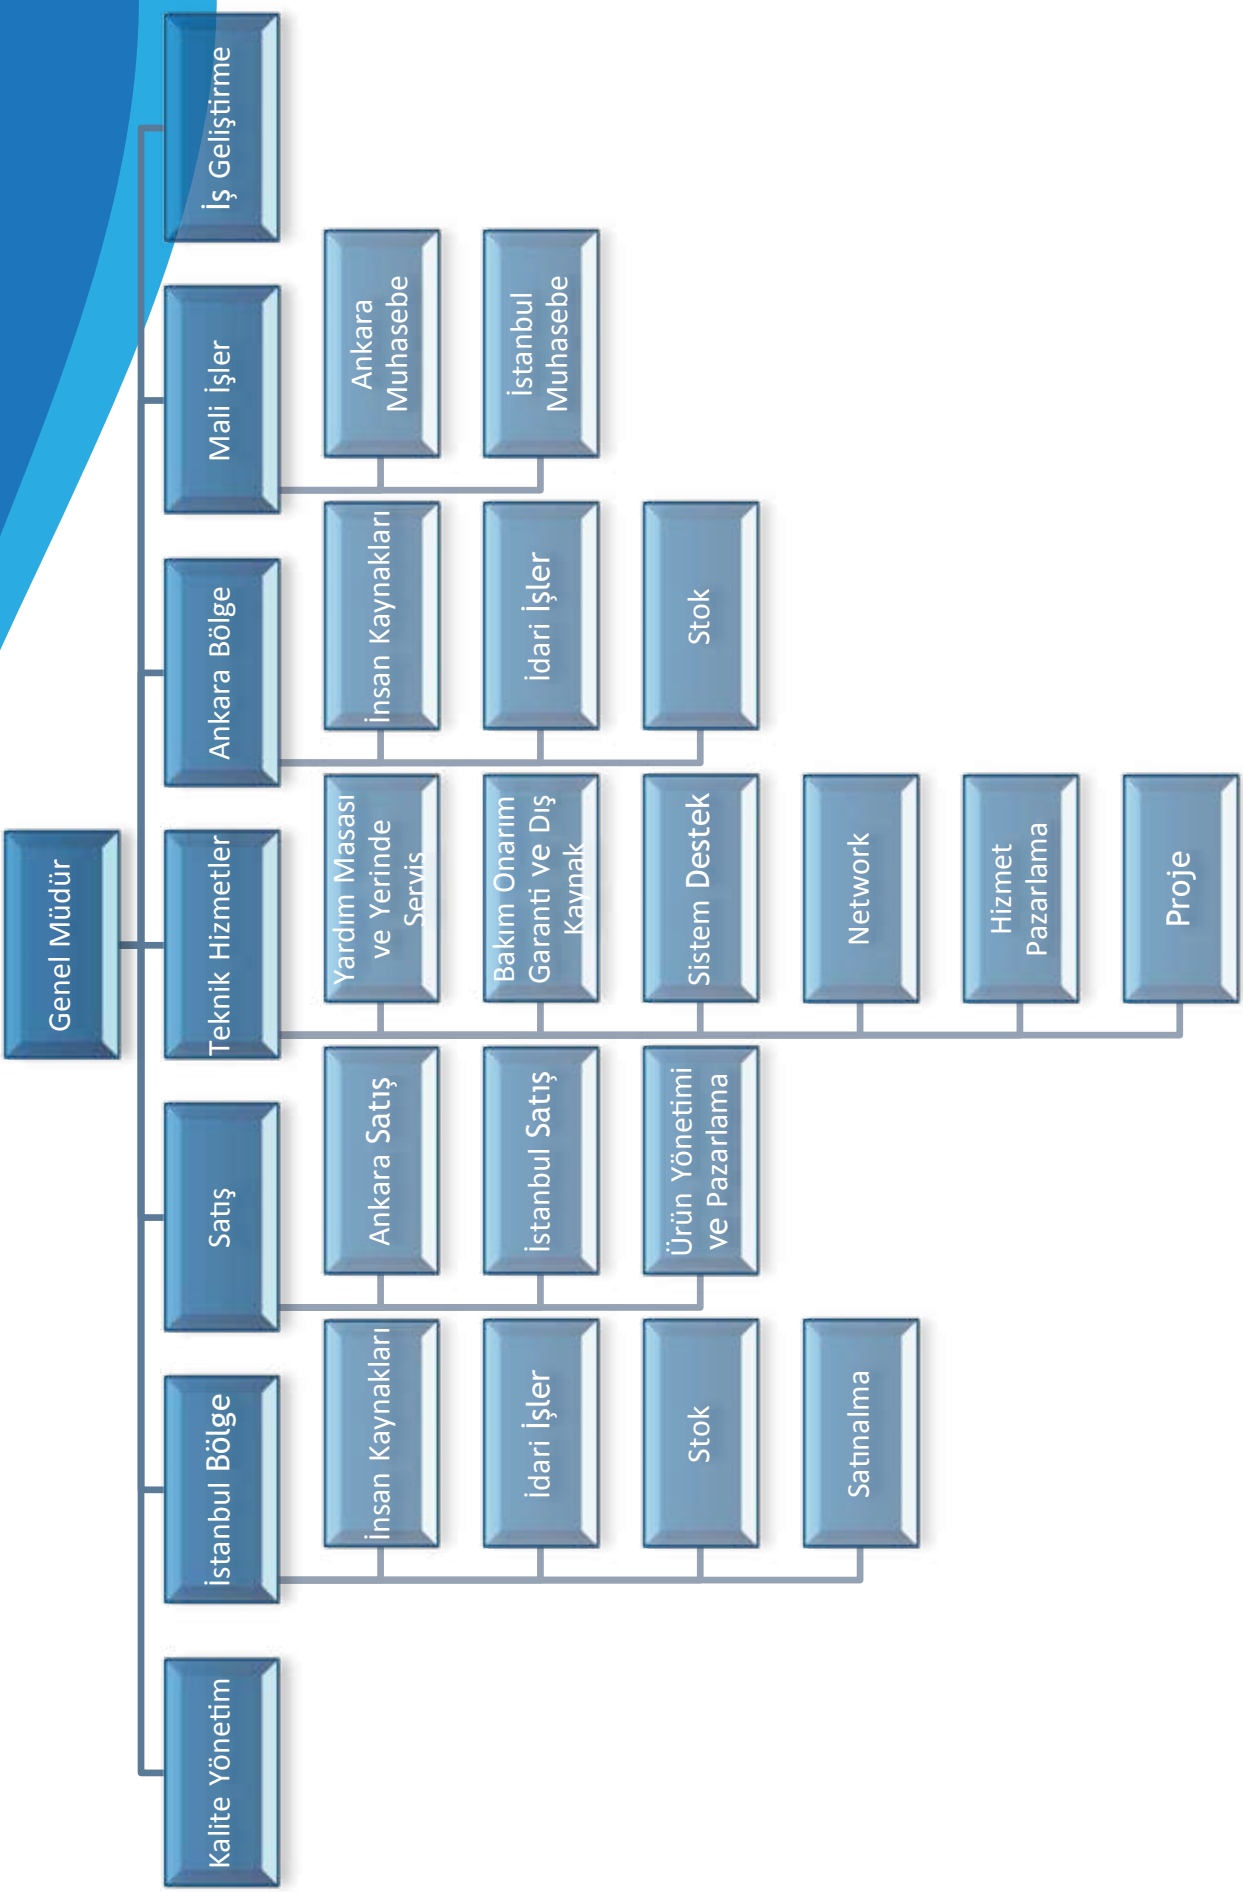 Genel Müdür
Kalite Yönetim
İstanbul Bölge
İnsan Kaynakları
İdari İşler
Stok
Satınalma
Satış
Ankara Satış
İstanbul Satış
Ürün Yönetimi
ve Pazarlama
Teknik Hizmetler
Yardım Masası
ve Yerinde
Servis
Bakım Onarım
Garanti ve Dış
Kaynak
Sistem Destek
Network
Hizmet
Pazarlama
Proje
Ankara Bölge
İnsan Kaynakları
İdari İşler
Stok
Mali İşler
Ankara
Muhasebe
İstanbul
Muhasebe
İş Geliştirme